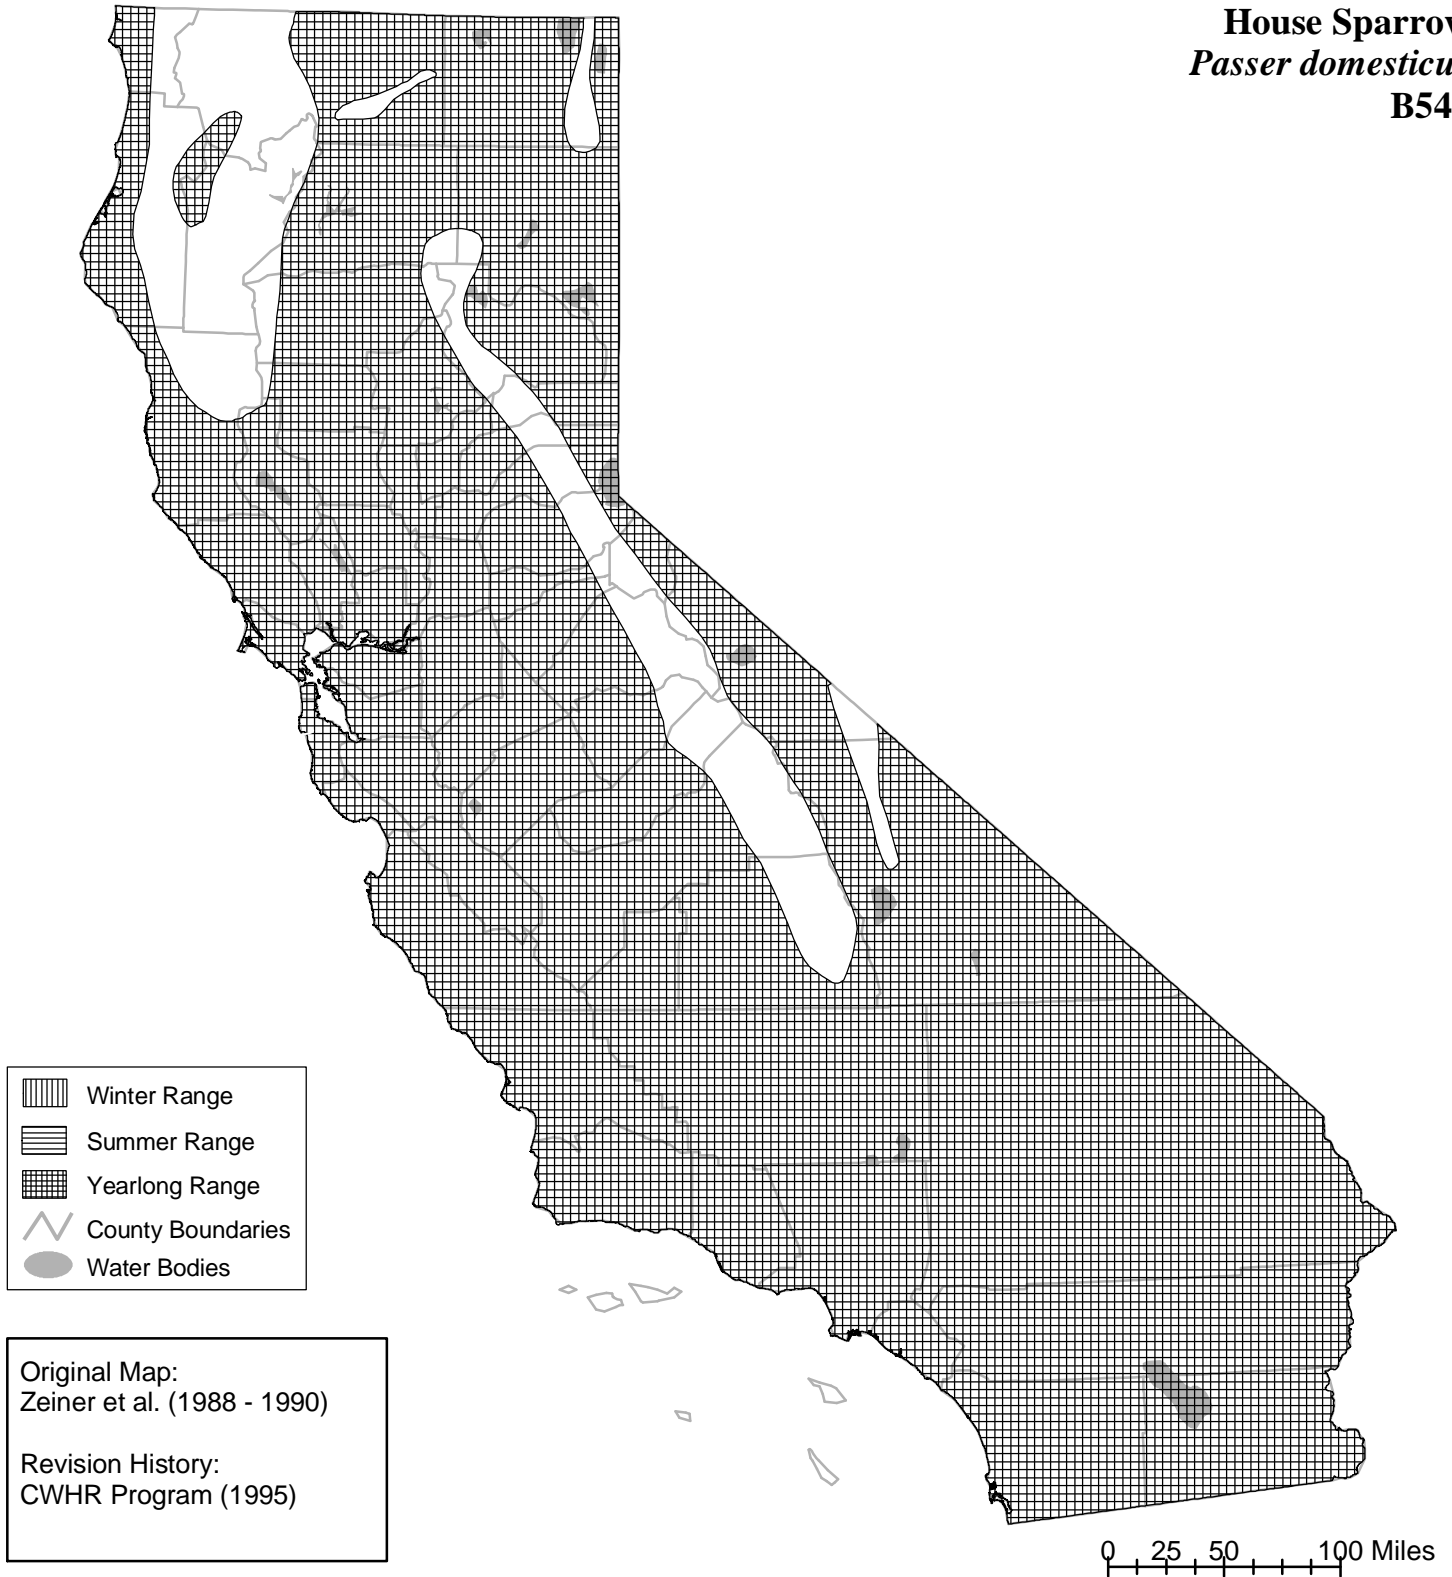 House Sparrow
Passer domesticu
B54
Winter Range
Summer Range
Yearlong Range
County Boundaries
Water Bodies
Original Map:
Zeiner et al. (1988 - 1990)
Revision History:
CWHR Program (1995)
0 25 50 100 Miles